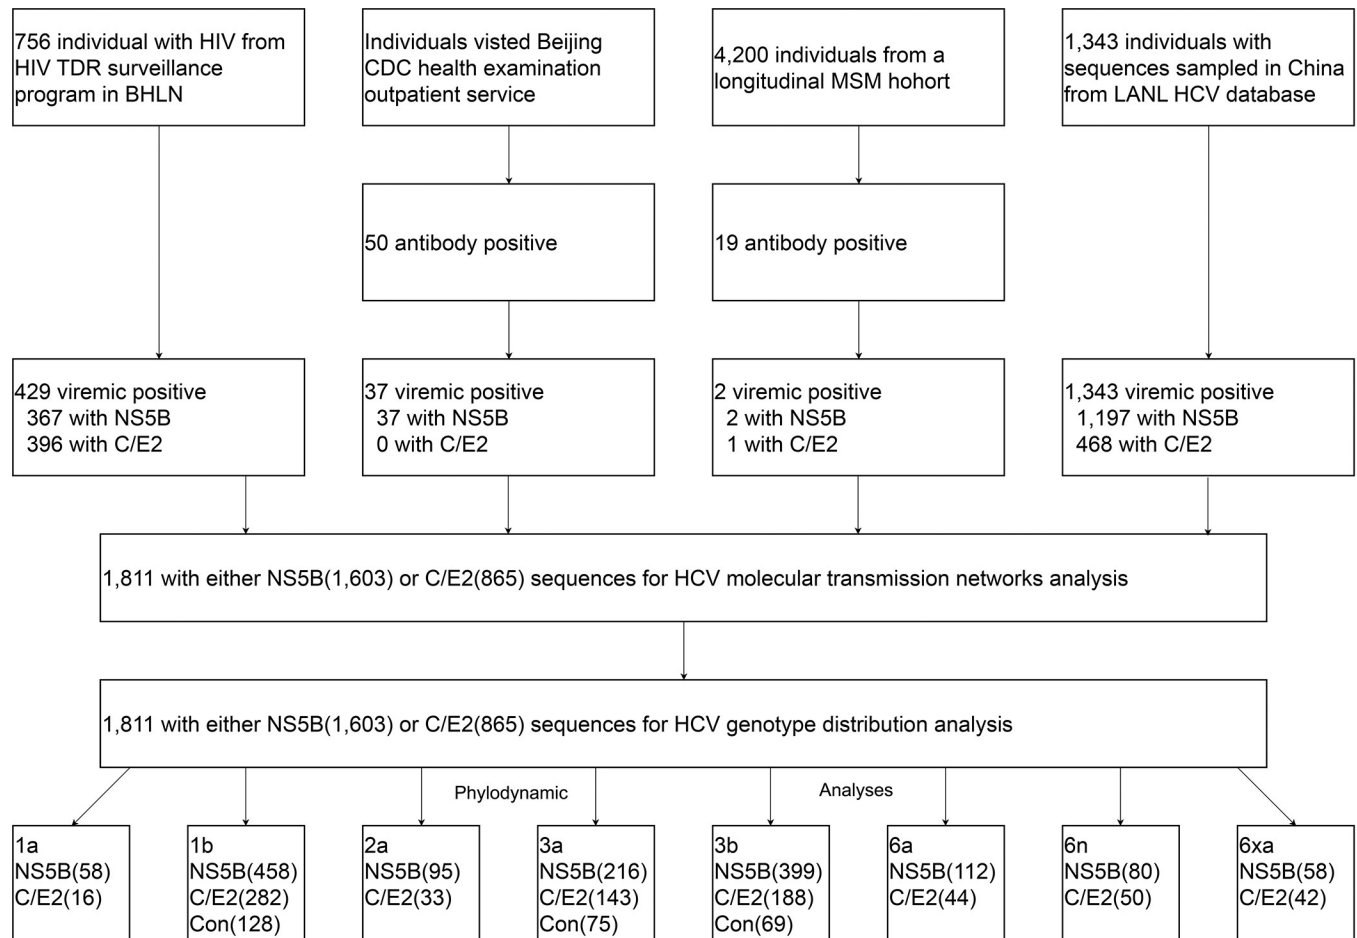 756 individual with HIV from
HIV TDR surveillance
program in BHLN
Individuals visted Beijing
CDC health examination
outpatient service
4,200 individuals from a
longitudinal MSM hohort
1,343 individuals with
sequences sampled in China
from LANL HCV database
50 antibody positive
19 antibody positive
429 viremic positive
367 with NS5B
396 with C/E2
37 viremic positive
37 with NS5B
0 with C/E2
2 viremic positive
2 with NS5B
1 with C/E2
1,343 viremic positive
1,197 with NS5B
468 with C/E2
1,811 with either NS5B(1,603) or C/E2(865) sequences for HCV molecular transmission networks analysis
1,811 with either NS5B(1,603) or C/E2(865) sequences for HCV genotype distribution analysis
Phylodynamic Analyses
1a
NS5B(58)
C/E2(16)
1b
NS5B(458)
C/E2(282)
Con(128)
2a
NS5B(95)
C/E2(33)
3a
NS5B(216)
C/E2(143)
Con(75)
3b
NS5B(399)
C/E2(188)
Con(69)
6a
NS5B(112)
C/E2(44)
6n
NS5B(80)
C/E2(50)
6xa
NS5B(58)
C/E2(42)